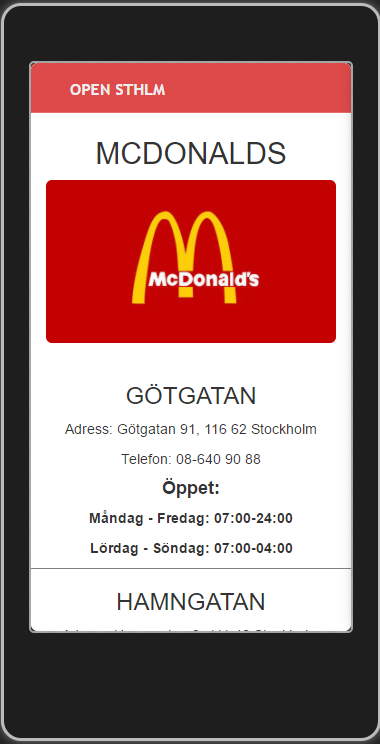 OPEN STHLM
MCDONALDS
McDonald's
GÖTGATAN
Adress: Götgatan 91, 116 62 Stockholm
Telefon: 08-640 90 88
Öppet:
Måndag - Fredag: 07:00-24:00
Lördag - Söndag: 07:00-04:00
HAMNGATAN